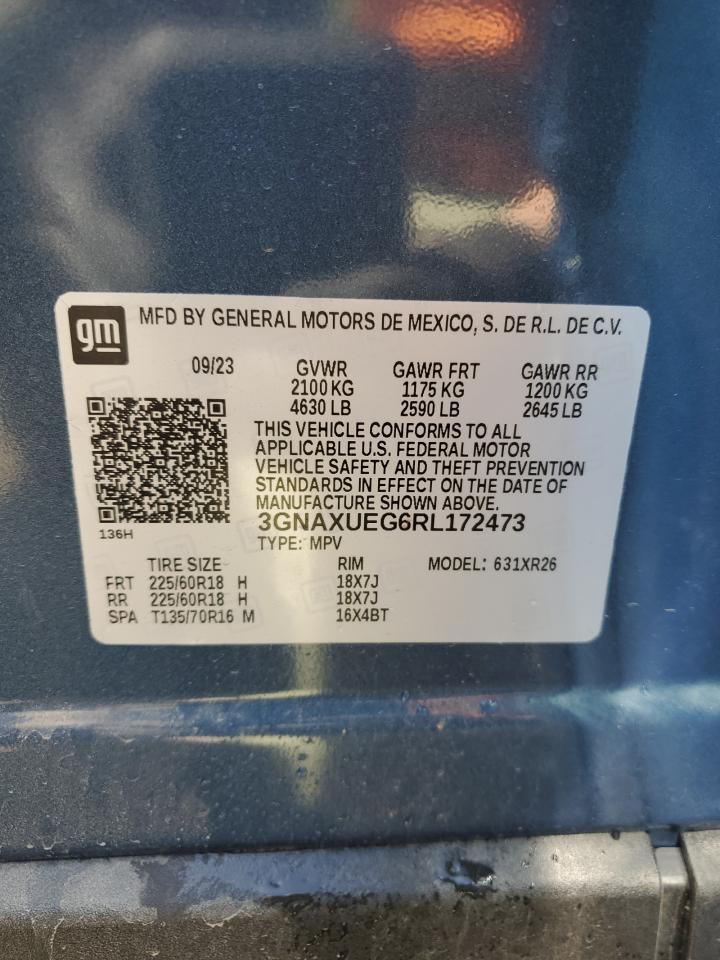 gm
MFD BY GENERAL MOTORS DE MEXICO, S. DE R.L. DE C.V.
09/23 GVWR GAWR FRT GAWR RR
2100 KG 1175 KG 1200 KG
4630 LB 2590 LB 2645 LB
THIS VEHICLE CONFORMS TO ALL
APPLICABLE U.S. FEDERAL MOTOR
VEHICLE SAFETY AND THEFT PREVENTION
STANDARDS IN EFFECT ON THE DATE OF
MANUFACTURE SHOWN ABOVE.
3GNAXUEG6RL172473
136H
TYPE: MPV
TIRE SIZE RIM MODEL: 631XR26
FRT 225/60R18 H 18X7J
RR 225/60R18 H 18X7J
SPA T135/70R16 M 16X4BT